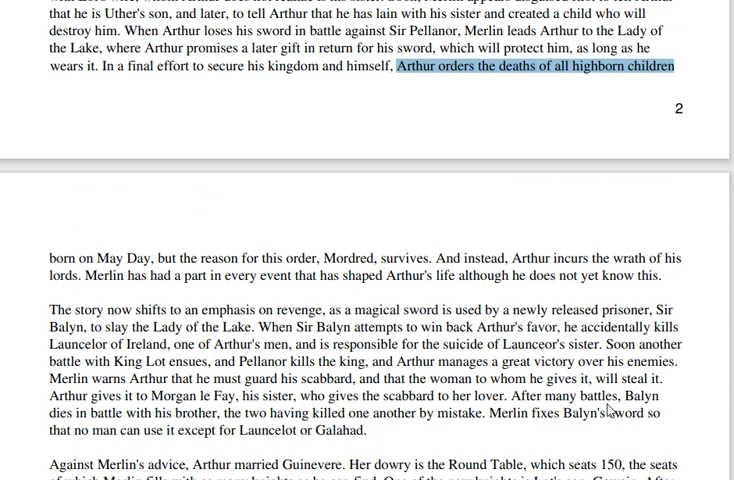 that he is Uther's son, and later, to tell Arthur that he has lain with his sister and created a child who will
destroy him. When Arthur loses his sword in battle against Sir Pellanor, Merlin leads Arthur to the Lady of
the Lake, where Arthur promises a later gift in return for his sword, which will protect him, as long as he
wears it. In a final effort to secure his kingdom and himself, Arthur orders the deaths of all highborn children
2
born on May Day, but the reason for this order, Mordred, survives. And instead, Arthur incurs the wrath of his
lords. Merlin has had a part in every event that has shaped Arthur's life although he does not yet know this.
The story now shifts to an emphasis on revenge, as a magical sword is used by a newly released prisoner, Sir
Balyn, to slay the Lady of the Lake. When Sir Balyn attempts to win back Arthur's favor, he accidentally kills
Launcelor of Ireland, one of Arthur's men, and is responsible for the suicide of Launceor's sister. Soon another
battle with King Lot ensues, and Pellanor kills the king, and Arthur manages a great victory over his enemies.
Merlin warns Arthur that he must guard his scabbard, and that the woman to whom he gives it, will steal it.
Arthur gives it to Morgan le Fay, his sister, who gives the scabbard to her lover. After many battles, Balyn
dies in battle with his brother, the two having killed one another by mistake. Merlin fixes Balyn's sword so
that no man can use it except for Launcelot or Galahad.
Against Merlin's advice, Arthur married Guinevere. Her dowry is the Round Table, which seats 150, the seats